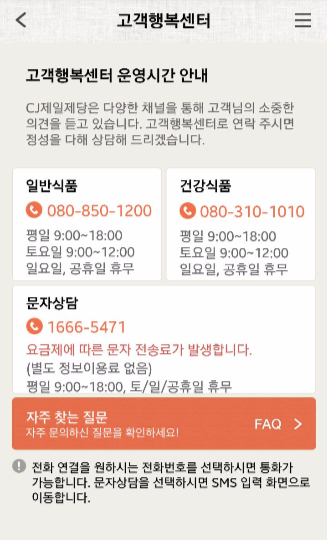 고객행복센터
고객행복센터 운영시간 안내
CJ제일제당은 다양한 채널을 통해 고객님의 소중한
의견을 듣고 있습니다. 고객행복센터로 연락 주시면
정성을 다해 상담해 드리겠습니다.
일반식품
080-850-1200
평일 9:00~18:00
토요일 9:00~12:00
일요일, 공휴일 휴무
건강식품
080-310-1010
평일 9:00~18:00
토요일 9:00~12:00
일요일, 공휴일 휴무
문자상담
1666-5471
요금제에 따른 문자 전송료가 발생합니다.
(별도 정보이용료 없음)
평일 9:00~18:00, 토/일/공휴일 휴무
자주 찾는 질문
자주 문의하신 질문을 확인하세요!
FAQ
전화 연결을 원하시는 전화번호를 선택하시면 통화가
가능합니다. 문자상담을 선택하시면 SMS 입력 화면으로
이동합니다.